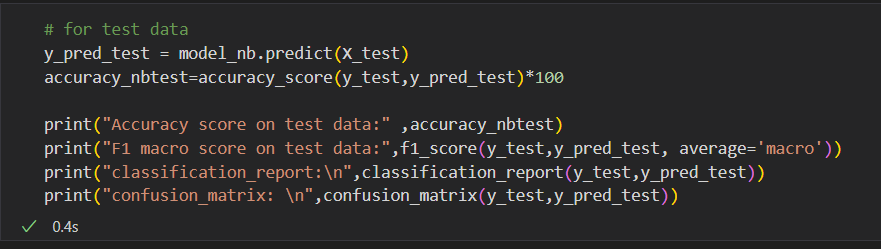 # for test data
y_pred_test = model_nb.predict(X_test)
accuracy_nbtest=accuracy_score(y_test,y_pred_test)*100
print("Accuracy score on test data:" ,accuracy_nbtest)
print("F1 macro score on test data:",f1_score(y_test,y_pred_test, average='macro'))
print("classification_report:\n",classification_report(y_test,y_pred_test))
print("confusion_matrix: \n",confusion_matrix(y_test,y_pred_test))
✓ 0.4s